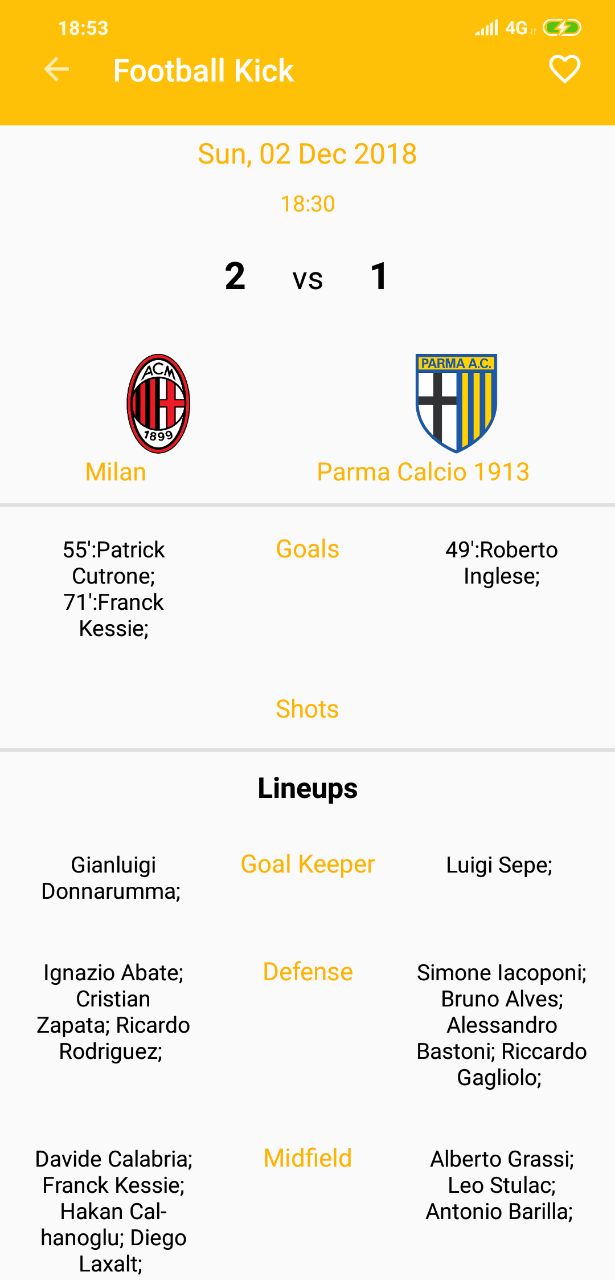 18:53
4G
Football Kick
Sun, 02 Dec 2018
18:30
2 vs 1
ACM
1899
PARMA A.C.
Milan
Parma Calcio 1913
55':Patrick
Cutrone;
71':Franck
Kessie;
Goals
49':Roberto
Inglese;
Shots
Lineups
Gianluigi
Donnarumma;
Goal Keeper
Luigi Sepe;
Ignazio Abate;
Cristian
Zapata; Ricardo
Rodriguez;
Defense
Simone Iacoponi;
Bruno Alves;
Alessandro
Bastoni; Riccardo
Gagliolo;
Davide Calabria;
Franck Kessie;
Hakan Cal-
hanoglu; Diego
Laxalt;
Midfield
Alberto Grassi;
Leo Stulac;
Antonio Barilla;